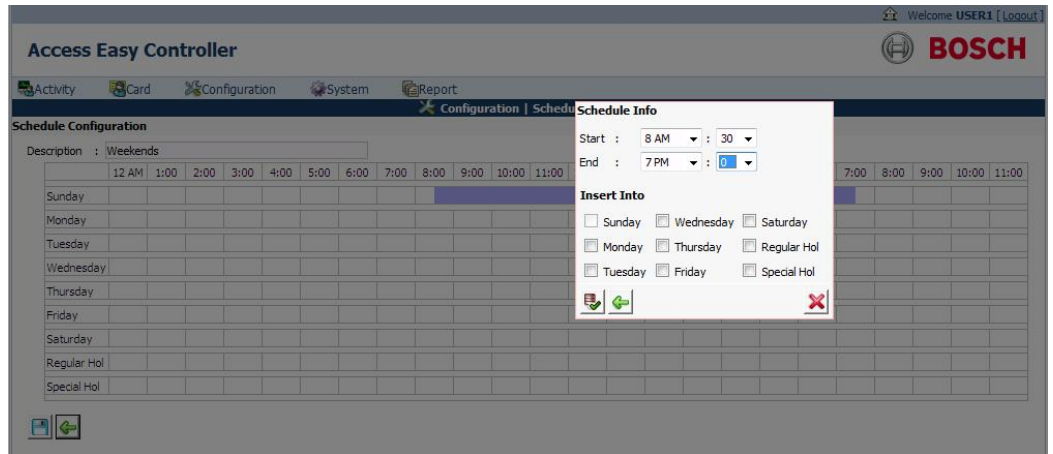 Welcome USER1 [ Logout ]
Access Easy Controller
BOSCH
Activity Card Configuration System Report
Configuration | Schedu
Schedule Configuration
Description : Weekends
12 AM 1:00 2:00 3:00 4:00 5:00 6:00 7:00 8:00 9:00 10:00 11:00 7:00 8:00 9:00 10:00 11:00
Sunday
Monday
Tuesday
Wednesday
Thursday
Friday
Saturday
Regular Hol
Special Hol
Schedule Info
Start : 8 AM : 30
End : 7 PM : 0
Insert Into
Sunday Wednesday Saturday
Monday Thursday Regular Hol
Tuesday Friday Special Hol